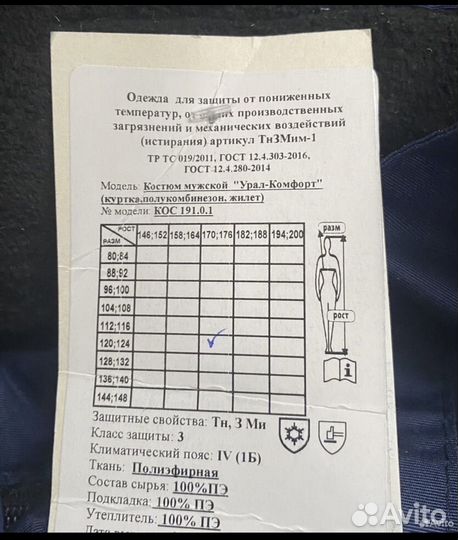 Одежда для защиты от пониженных
температур, от производственных
загрязнений и механических воздействий
(истирания) артикул ТнЗМим-1
ТР ТС 019/2011, ГОСТ 12.4.303-2016,
ГОСТ 12.4.280-2014
Модель: Костюм мужской "Урал-Комфорт"
(куртка,полукомбинезон, жилет)
№ модели: КОС 191.0.1
РОСТ 146;152 158;164 170;176 182;188 194;200
РАЗМ
80;84
88;92
96;100
104;108
112;116
120;124
128;132
136;140
144;148
разм
рост
i
Защитные свойства: Тн, З Ми
Класс защиты: 3
Климатический пояс: IV (1Б)
Ткань: Полиэфирная
Состав сырья: 100%ПЭ
Подкладка: 100% ПЭ
Утеплитель: 100% ПЭ
Avito
Avito